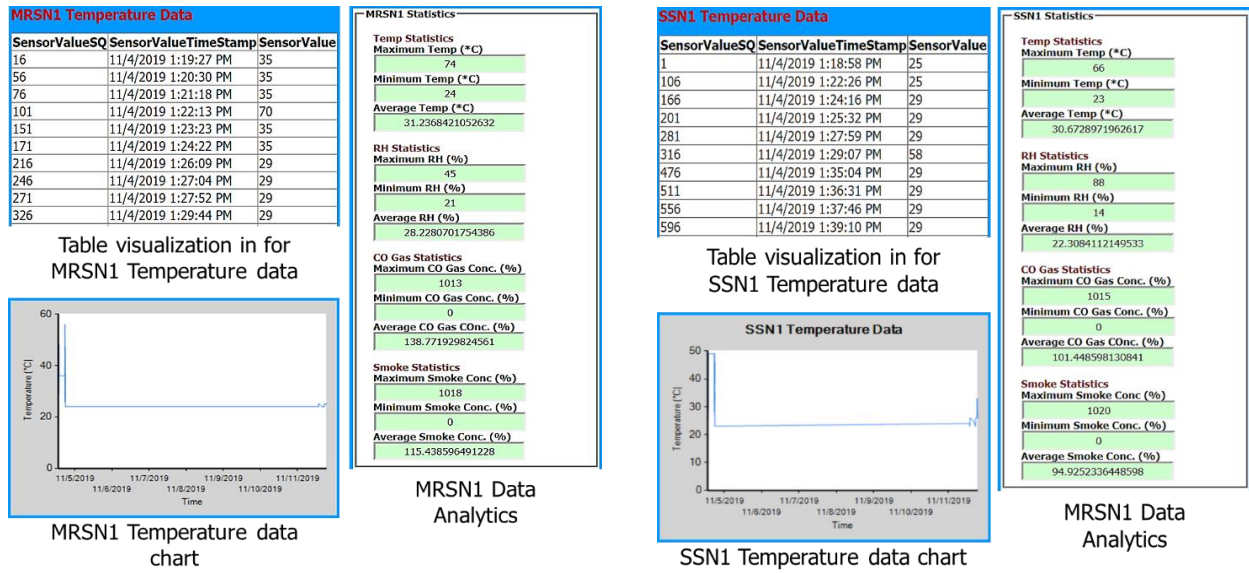 MRSN1 Temperature Data
SensorValueSQ SensorValueTimeStamp SensorValue
16 11/4/2019 1:19:27 PM 35
56 11/4/2019 1:20:30 PM 35
76 11/4/2019 1:21:18 PM 35
101 11/4/2019 1:22:13 PM 70
151 11/4/2019 1:23:23 PM 35
171 11/4/2019 1:24:22 PM 35
216 11/4/2019 1:26:09 PM 29
246 11/4/2019 1:27:04 PM 29
271 11/4/2019 1:27:52 PM 29
326 11/4/2019 1:29:44 PM 29
Table visualization in for
MRSN1 Temperature data
60
40
20
0
Temperature [°C]
11/5/2019 11/7/2019 11/9/2019 11/11/2019
11/6/2019 11/8/2019 11/10/2019
Time
MRSN1 Temperature data
chart
MRSN1 Statistics
Temp Statistics
Maximum Temp (*C)
74
Minimum Temp (*C)
24
Average Temp (*C)
31.2368421052632
RH Statistics
Maximum RH (%)
45
Minimum RH (%)
21
Average RH (%)
28.2280701754386
CO Gas Statistics
Maximum CO Gas Conc. (%)
1013
Minimum CO Gas Conc. (%)
0
Average CO Gas COnc. (%)
138.771929824561
Smoke Statistics
Maximum Smoke Conc (%)
1018
Minimum Smoke Conc. (%)
0
Average Smoke Conc. (%)
115.438596491228
MRSN1 Data
Analytics
SSN1 Temperature Data
SensorValueSQ SensorValueTimeStamp SensorValue
1 11/4/2019 1:18:58 PM 25
106 11/4/2019 1:22:26 PM 25
166 11/4/2019 1:24:16 PM 29
201 11/4/2019 1:25:32 PM 29
281 11/4/2019 1:27:59 PM 29
316 11/4/2019 1:29:07 PM 58
476 11/4/2019 1:35:04 PM 29
511 11/4/2019 1:36:31 PM 29
556 11/4/2019 1:37:46 PM 29
596 11/4/2019 1:39:10 PM 29
Table visualization in for
SSN1 Temperature data
SSN1 Temperature Data
50
40
30
20
10
0
Temperature [°C]
11/5/2019 11/7/2019 11/9/2019 11/11/2019
11/6/2019 11/8/2019 11/10/2019
Time
SSN1 Temperature data chart
SSN1 Statistics
Temp Statistics
Maximum Temp (*C)
66
Minimum Temp (*C)
23
Average Temp (*C)
30.6728971962617
RH Statistics
Maximum RH (%)
88
Minimum RH (%)
14
Average RH (%)
22.3084112149533
CO Gas Statistics
Maximum CO Gas Conc. (%)
1015
Minimum CO Gas Conc. (%)
0
Average CO Gas COnc. (%)
101.448598130841
Smoke Statistics
Maximum Smoke Conc (%)
1020
Minimum Smoke Conc. (%)
0
Average Smoke Conc. (%)
94.9252336448598
MRSN1 Data
Analytics